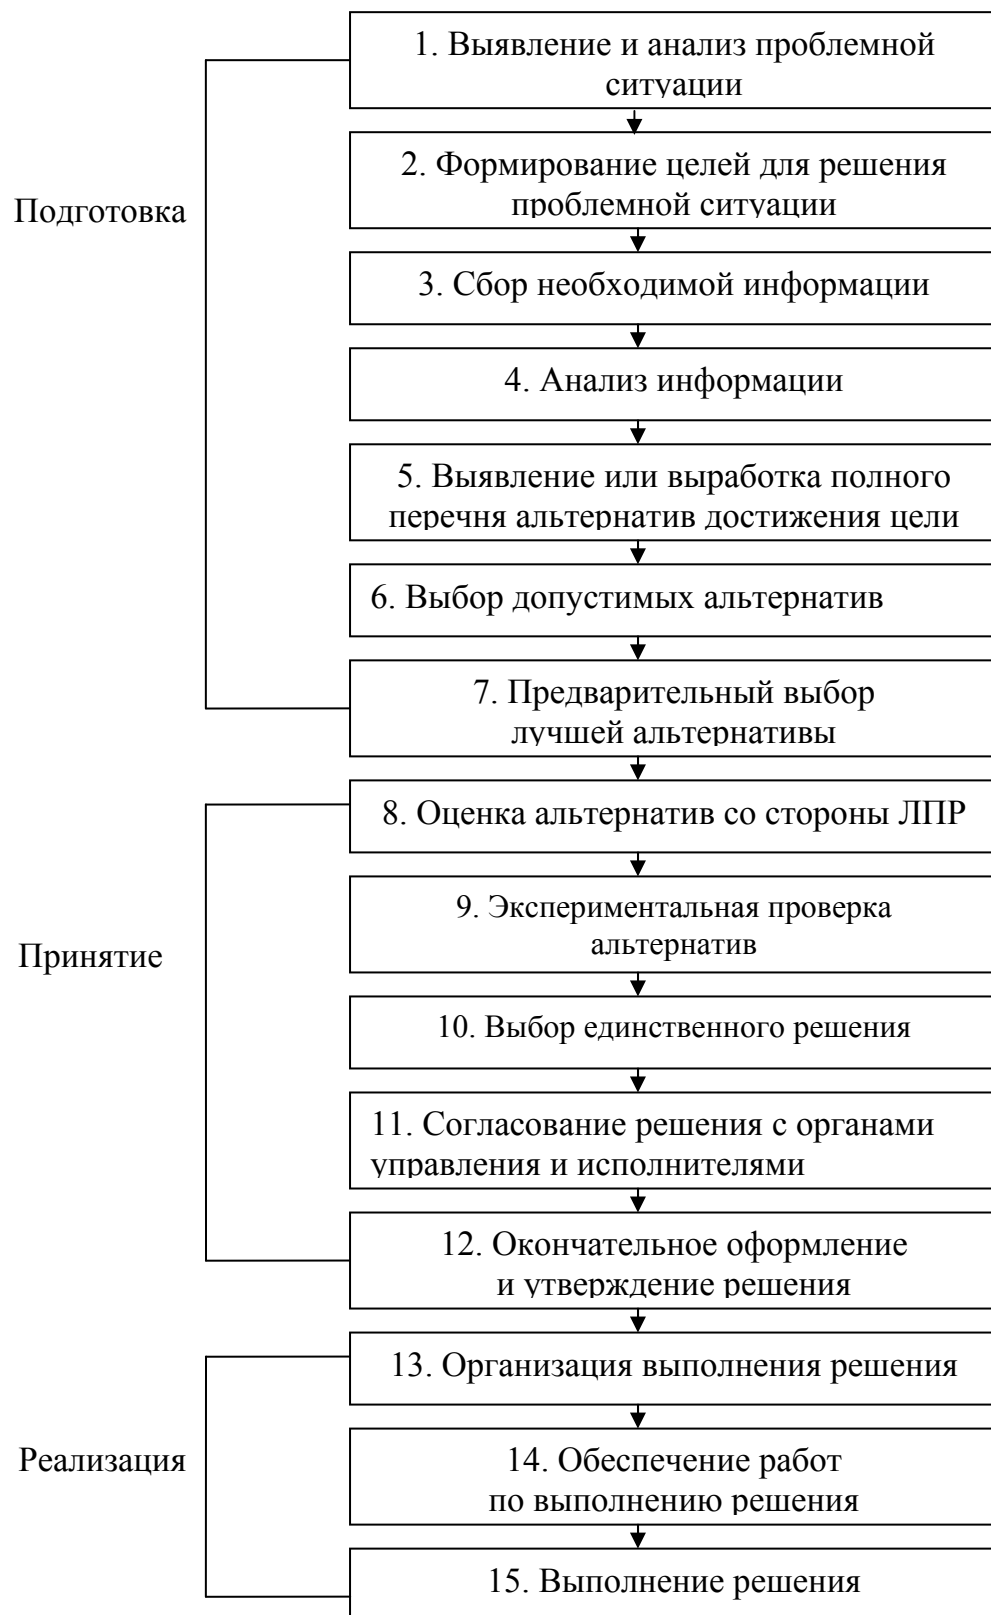 1. Выявление и анализ проблемной
ситуации
2. Формирование целей для решения
проблемной ситуации
Подготовка
3. Сбор необходимой информации
4. Анализ информации
5. Выявление или выработка полного
перечня альтернатив достижения цели
6. Выбор допустимых альтернатив
7. Предварительный выбор
лучшей альтернативы
8. Оценка альтернатив со стороны ЛПР
9. Экспериментальная проверка
альтернатив
Принятие
10. Выбор единственного решения
11. Согласование решения с органами
управления и исполнителями
12. Окончательное оформление
и утверждение решения
13. Организация выполнения решения
Реализация
14. Обеспечение работ
по выполнению решения
15. Выполнение решения